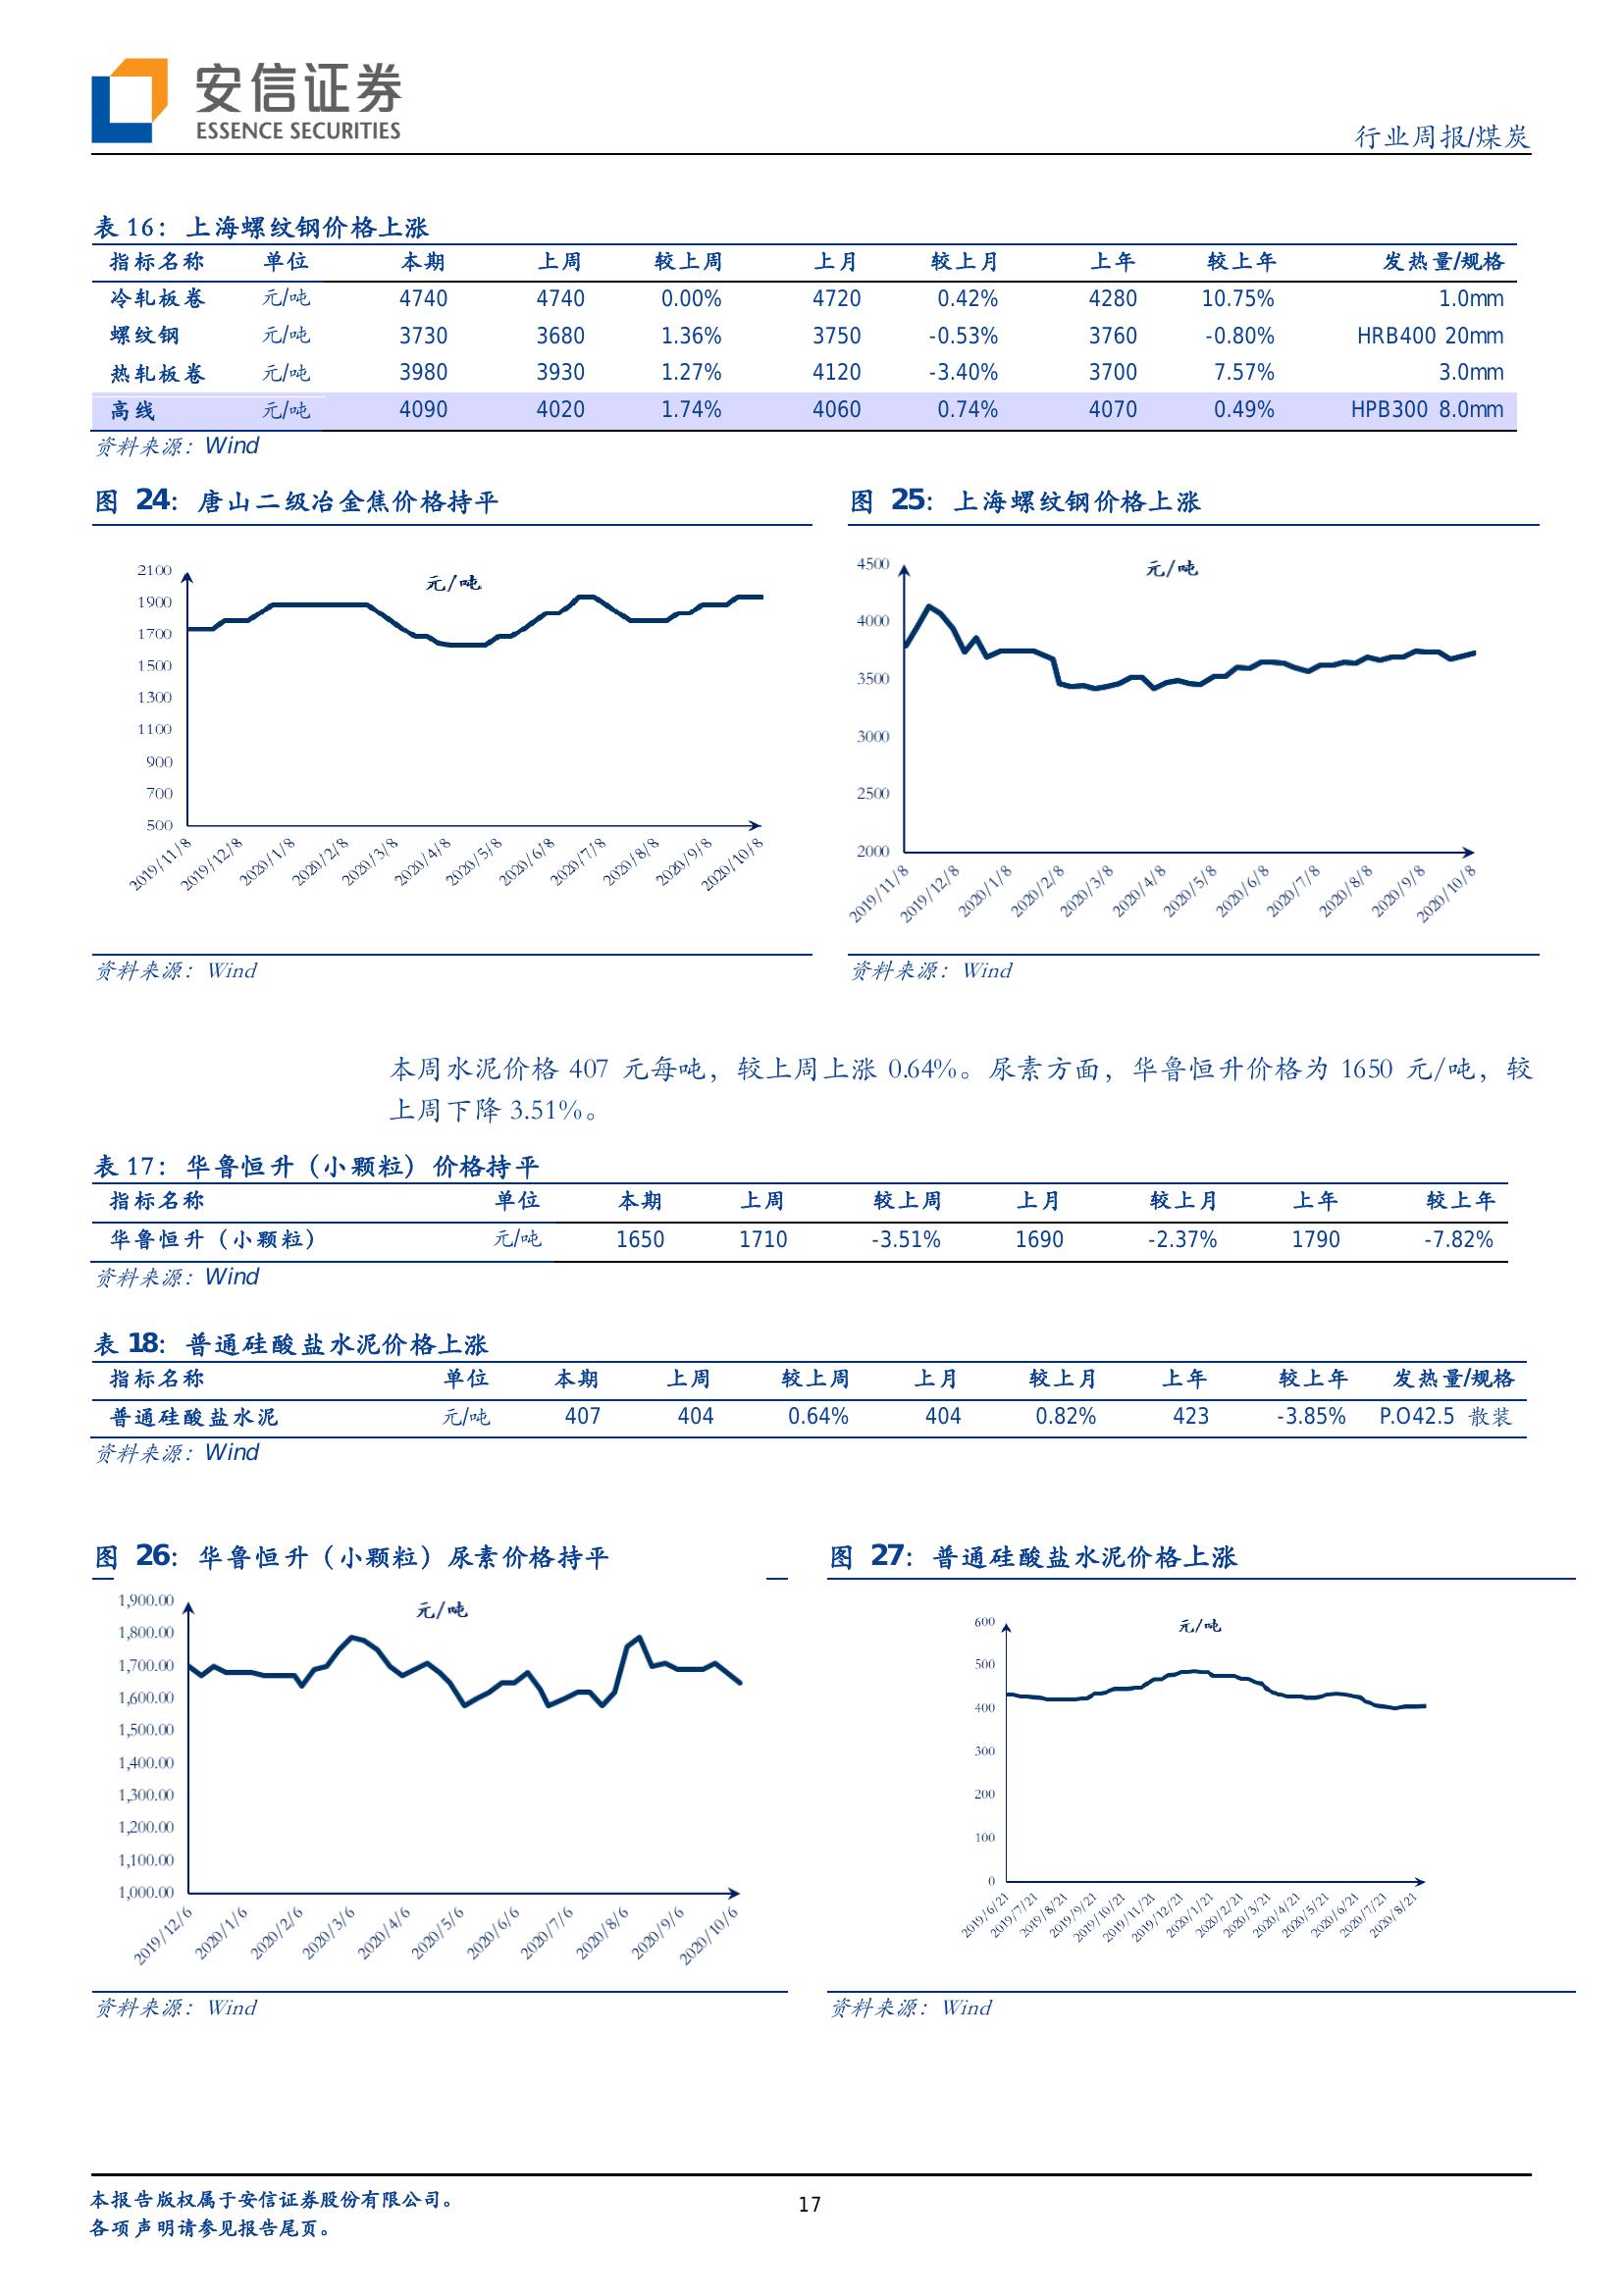 安信证券
ESSENCE SECURITIES
行业周报/煤炭
表 16：上海螺纹钢价格上涨
指标名称 单位 本期 上周 较上周 上月 较上月 上年 较上年 发热量/规格
冷轧板卷 元/吨 4740 4740 0.00% 4720 0.42% 4280 10.75% 1.0mm
螺纹钢 元/吨 3730 3680 1.36% 3750 -0.53% 3760 -0.80% HRB400 20mm
热轧板卷 元/吨 3980 3930 1.27% 4120 -3.40% 3700 7.57% 3.0mm
高线 元/吨 4090 4020 1.74% 4060 0.74% 4070 0.49% HPB300 8.0mm
资料来源：Wind
图 24：唐山二级冶金焦价格持平
元/吨
2100
1900
1700
1500
1300
1100
900
700
500
2019/11/8 2019/12/8 2020/1/8 2020/2/8 2020/3/8 2020/4/8 2020/5/8 2020/6/8 2020/7/8 2020/8/8 2020/9/8 2020/10/8
资料来源：Wind
图 25：上海螺纹钢价格上涨
元/吨
4500
4000
3500
3000
2500
2000
2019/11/8 2019/12/8 2020/1/8 2020/2/8 2020/3/8 2020/4/8 2020/5/8 2020/6/8 2020/7/8 2020/8/8 2020/9/8 2020/10/8
资料来源：Wind
本周水泥价格 407 元每吨，较上周上涨 0.64%。尿素方面，华鲁恒升价格为 1650 元/吨，较
上周下降 3.51%。
表 17：华鲁恒升（小颗粒）价格持平
指标名称 单位 本期 上周 较上周 上月 较上月 上年 较上年
华鲁恒升（小颗粒） 元/吨 1650 1710 -3.51% 1690 -2.37% 1790 -7.82%
资料来源：Wind
表 18：普通硅酸盐水泥价格上涨
指标名称 单位 本期 上周 较上周 上月 较上月 上年 较上年 发热量/规格
普通硅酸盐水泥 元/吨 407 404 0.64% 404 0.82% 423 -3.85% P.O42.5 散装
资料来源：Wind
图 26：华鲁恒升（小颗粒）尿素价格持平
元/吨
1,900.00
1,800.00
1,700.00
1,600.00
1,500.00
1,400.00
1,300.00
1,200.00
1,100.00
1,000.00
2019/12/6 2020/1/6 2020/2/6 2020/3/6 2020/4/6 2020/5/6 2020/6/6 2020/7/6 2020/8/6 2020/9/6 2020/10/6
资料来源：Wind
图 27：普通硅酸盐水泥价格上涨
元/吨
600
500
400
300
200
100
0
2019/6/21 2019/7/21 2019/8/21 2019/9/21 2019/10/21 2019/11/21 2019/12/21 2020/1/21 2020/2/21 2020/3/21 2020/4/21 2020/5/21 2020/6/21 2020/7/21 2020/8/21
资料来源：Wind
本报告版权属于安信证券股份有限公司。
各项声明请参见报告尾页。
17